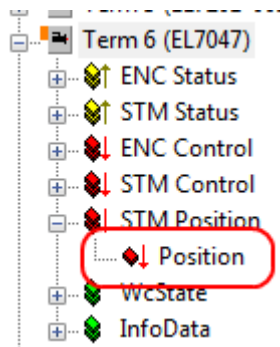 Term 6 (EL7047)
ENC Status
STM Status
ENC Control
STM Control
STM Position
Position
WcState
InfoData